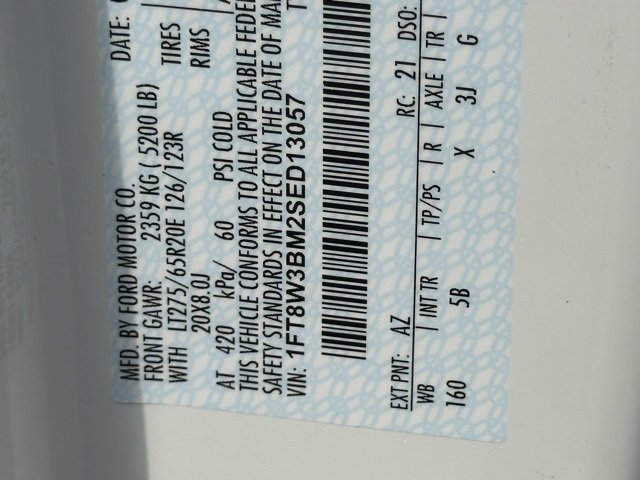 MFD. BY FORD MOTOR CO.
DATE:
FRONT GAWR: 2359 KG ( 5200 LB)
WITH LT275/65R20E 126/123R TIRES
20X8.0J RIMS
AT 420 kPa/ 60 PSI COLD
THIS VEHICLE CONFORMS TO ALL APPLICABLE FEDE
SAFETY STANDARDS IN EFFECT ON THE DATE OF MA
VIN: 1FT8W3BM2SED13057
EXT PNT: AZ RC: 21 DSO:
WB | INT TR | TP/PS | R | AXLE | TR |
160 5B X 3J G